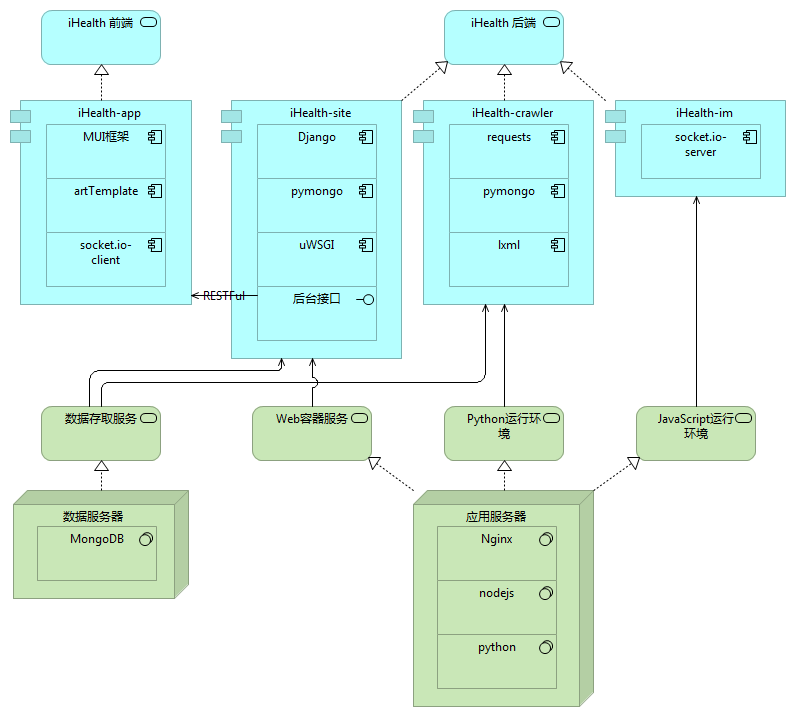 iHealth 前端
iHealth 后端
iHealth-app
MUI框架
artTemplate
socket.io-
client
iHealth-site
Django
pymongo
uWSGI
后台接口
RESTFul
iHealth-crawler
requests
pymongo
lxml
iHealth-im
socket.io-
server
数据存取服务
Web容器服务
Python运行环
境
JavaScript运行
环境
数据服务器
MongoDB
应用服务器
Nginx
nodejs
python